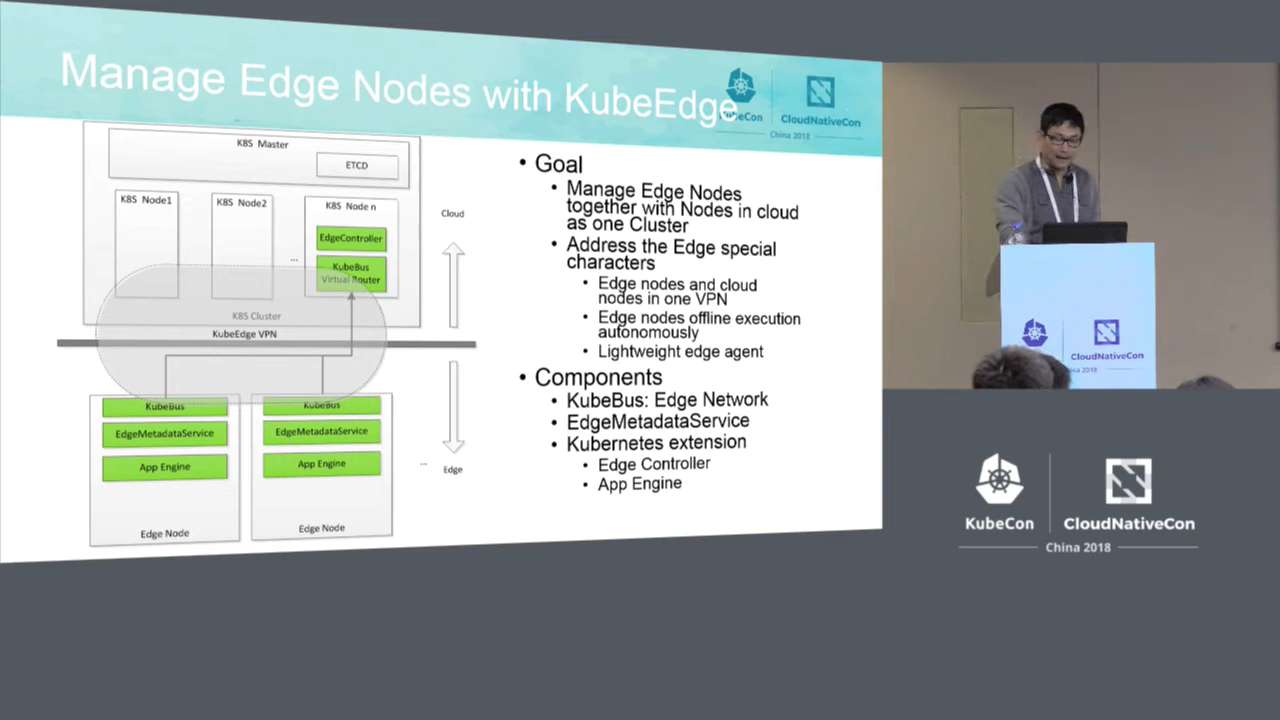 Manage Edge Nodes with KubeEdge
CloudNativeCon
China 2018
K8S Master
ETCD
K8S Node1
K8S Node2
K8S Node n
EdgeController
KubeBus
Virtual Router
...
K8S Cluster
KubeEdge VPN
Cloud
Edge
KubeBus
EdgeMetadataService
App Engine
Edge Node
KubeBus
EdgeMetadataService
App Engine
Edge Node
...
• Goal
• Manage Edge Nodes
together with Nodes in cloud
as one Cluster
• Address the Edge special
characters
• Edge nodes and cloud
nodes in one VPN
• Edge nodes offline execution
autonomously
• Lightweight edge agent
• Components
• KubeBus: Edge Network
• EdgeMetadataService
• Kubernetes extension
• Edge Controller
• App Engine
CloudNativeCon
2018
KubeCon
CloudNativeCon
China 2018